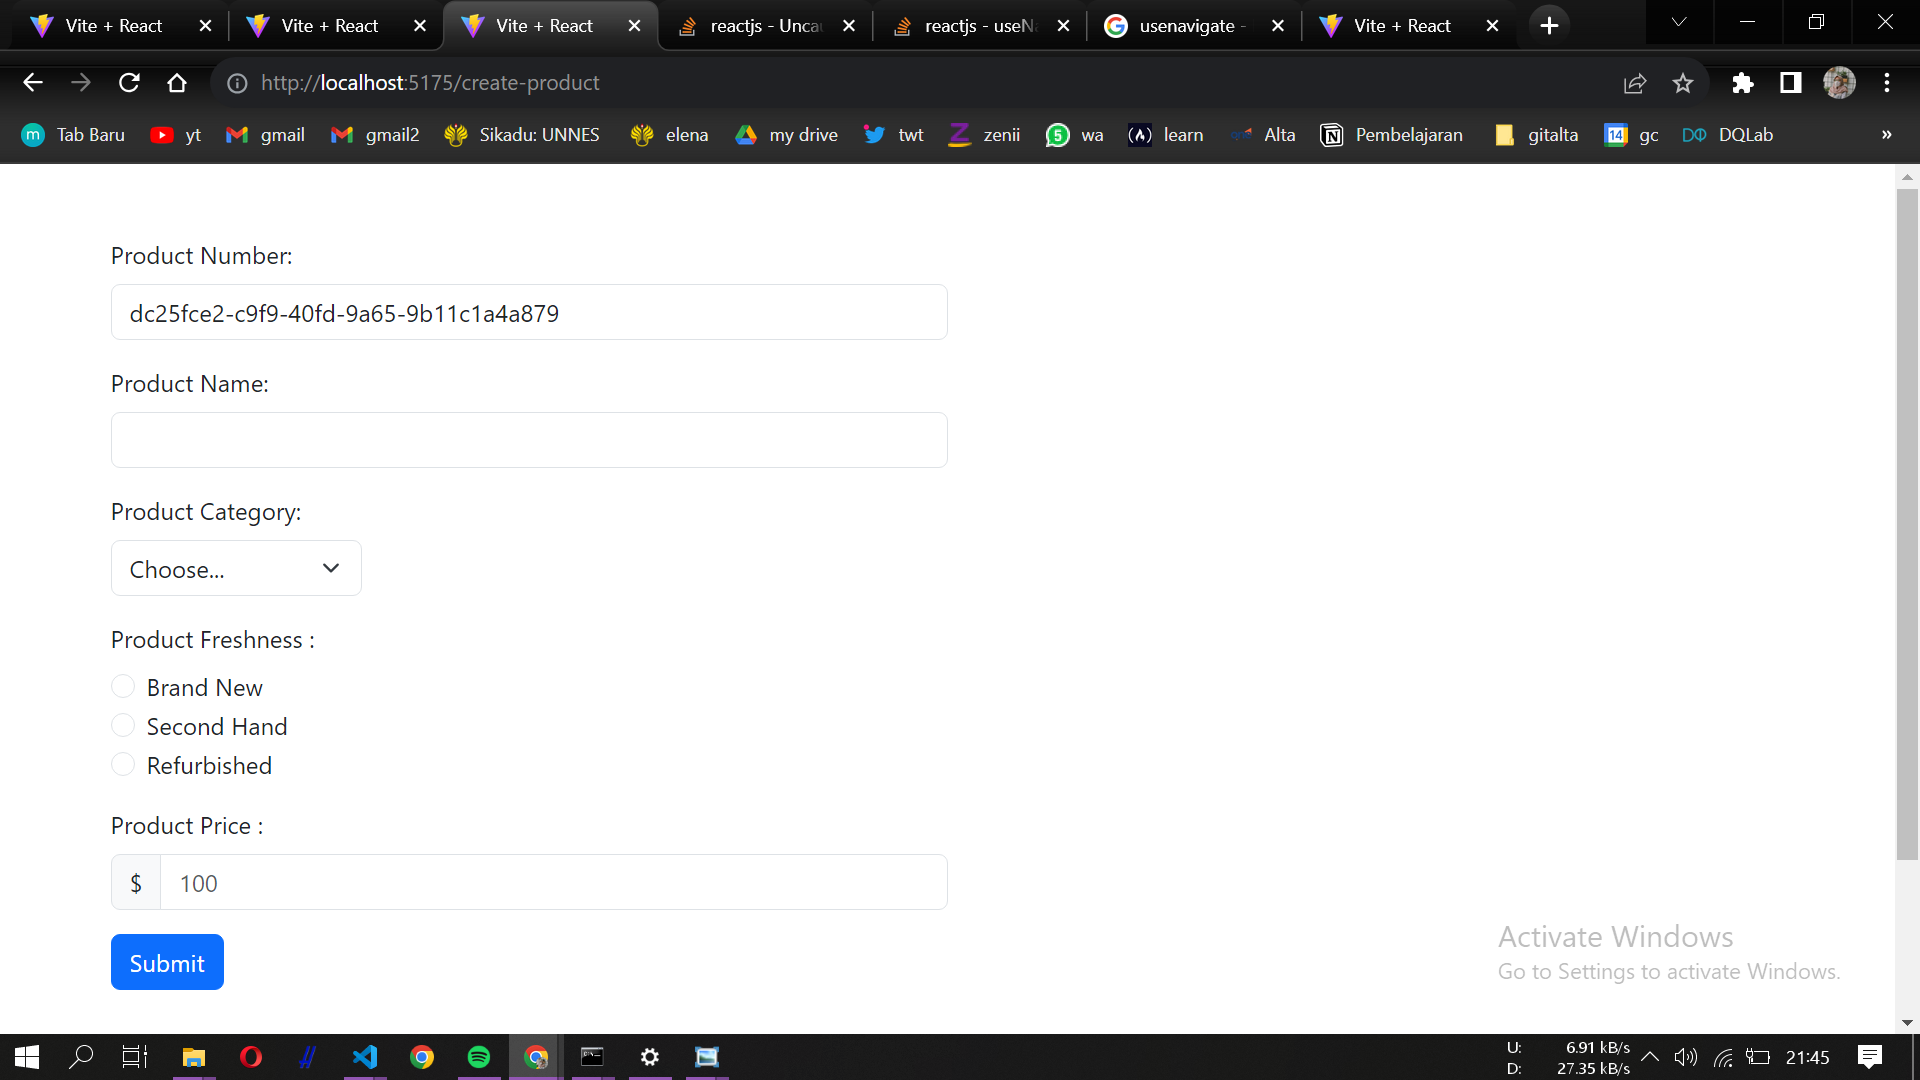 Vite + React
Vite + React
Vite + React
reactjs - Unca
reactjs - useN
usenavigate -
Vite + React
http://localhost:5175/create-product
m Tab Baru
yt
gmail
gmail2
Sikadu: UNNES
elena
my drive
twt
zenii
5 wa
(A) learn
Alta
Pembelajaran
gitalta
14 gc
DQLab
»
Product Number:
dc25fce2-c9f9-40fd-9a65-9b11c1a4a879
Product Name:
Product Category:
Choose...
Product Freshness :
Brand New
Second Hand
Refurbished
Product Price :
$ 100
Submit
Activate Windows
Go to Settings to activate Windows.
U: 6.91 kB/s
D: 27.35 kB/s
21:45